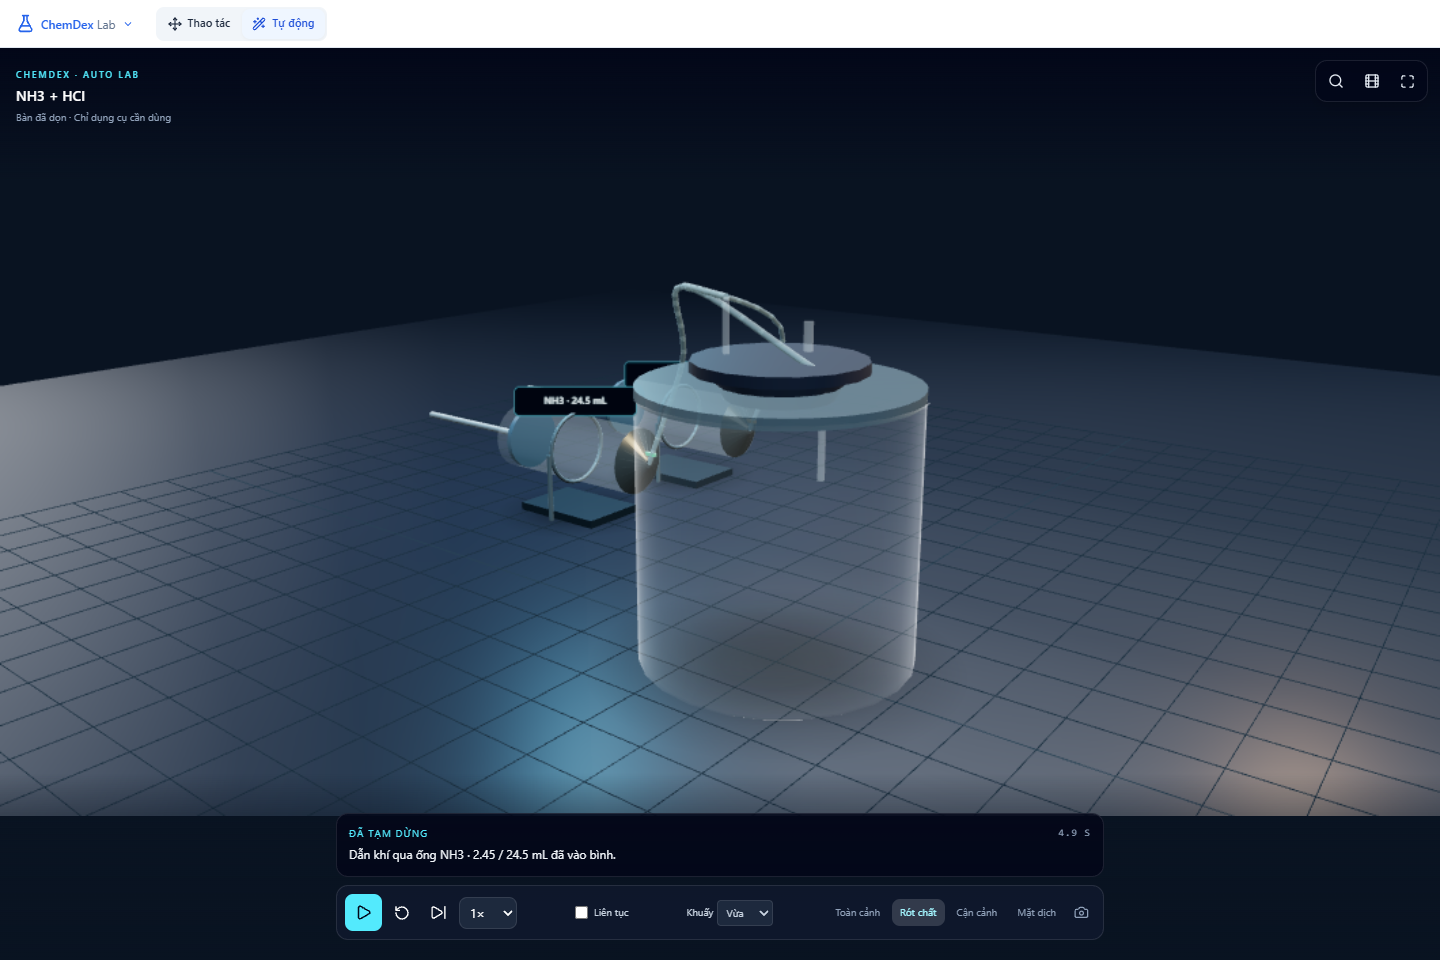 ChemDex Lab
Thao tác
Tự động
CHEMDEX · AUTO LAB
NH3 + HCl
Bàn đã dọn · Chỉ dụng cụ cần dùng
NH3 · 24.5 mL
ĐÃ TẠM DỪNG
4.9 S
Dẫn khí qua ống NH3 · 2.45 / 24.5 mL đã vào bình.
1×
Liên tục
Khuấy
Vừa
Toàn cảnh
Rót chất
Cận cảnh
Mặt dịch